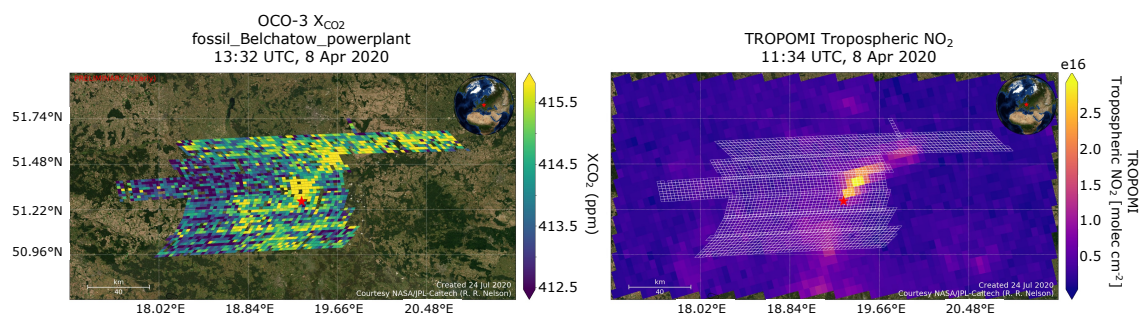 OCO-3 X_CO2
fossil_Belchatow_powerplant
13:32 UTC, 8 Apr 2020
51.74°N
51.48°N
51.22°N
50.96°N
18.02°E
18.84°E
19.66°E
20.48°E
km
40
Created 24 Jul 2020
Courtesy NASA/JPL-Caltech (R. R. Nelson)
415.5
414.5
413.5
412.5
XCO₂ (ppm)
TROPOMI Tropospheric NO₂
11:34 UTC, 8 Apr 2020
18.02°E
18.84°E
19.66°E
20.48°E
km
40
Created 24 Jul 2020
Courtesy NASA/JPL-Caltech (R. R. Nelson)
1e16
2.5
2.0
1.5
1.0
0.5
TROPOMI
Tropospheric NO₂ [molec cm⁻²]